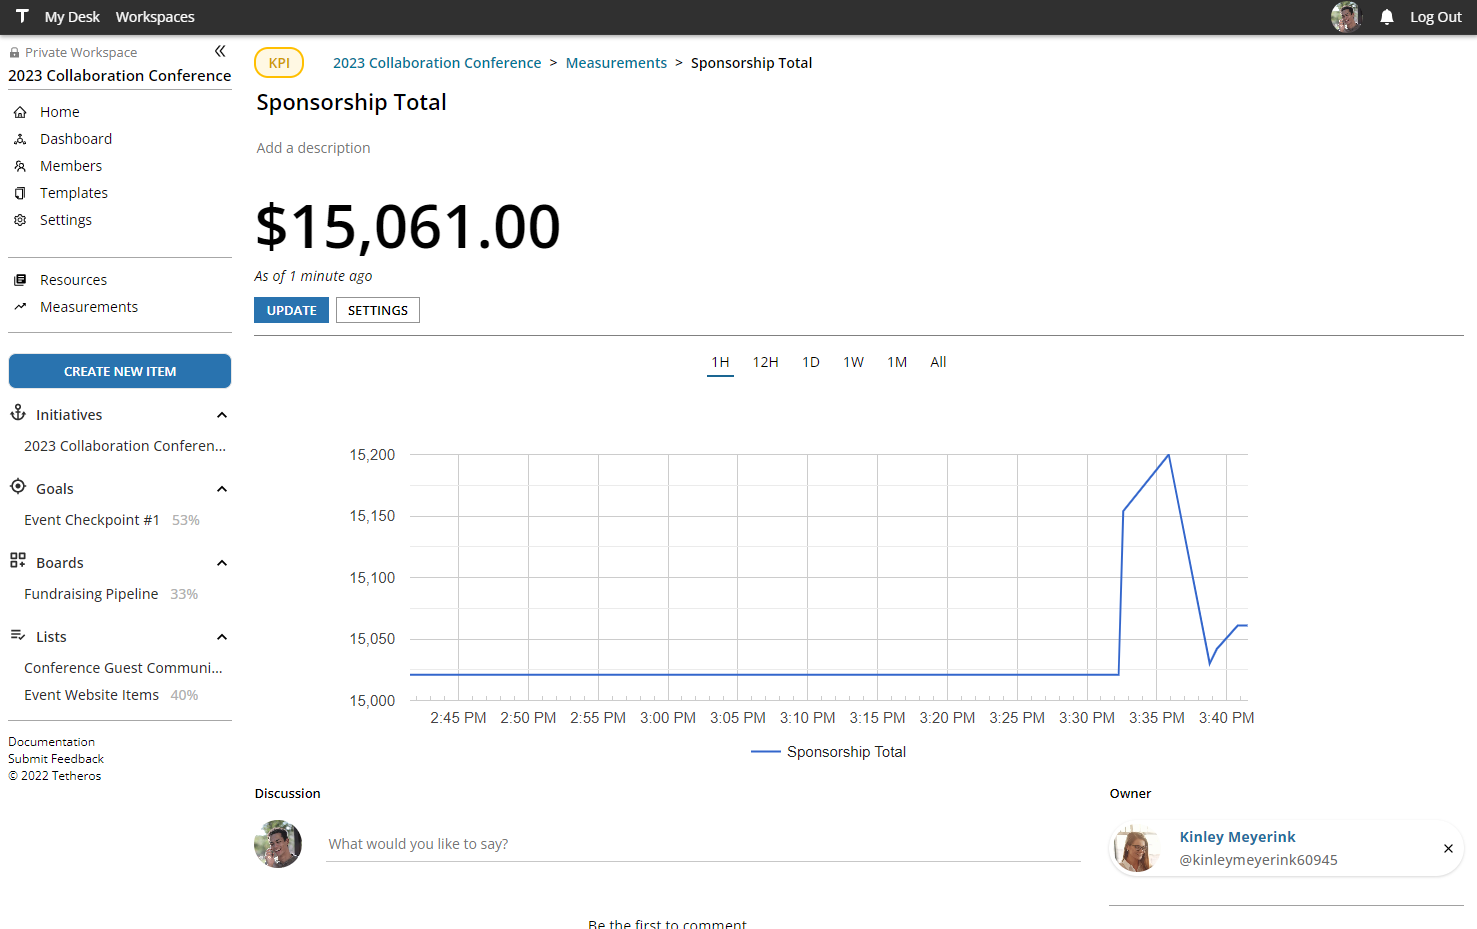 T My Desk Workspaces Log Out
Private Workspace
2023 Collaboration Conference
Home
Dashboard
Members
Templates
Settings
Resources
Measurements
CREATE NEW ITEM
Initiatives
2023 Collaboration Conferen...
Goals
Event Checkpoint #1 53%
Boards
Fundraising Pipeline 33%
Lists
Conference Guest Communi...
Event Website Items 40%
Documentation
Submit Feedback
© 2022 Tetheros
KPI 2023 Collaboration Conference > Measurements > Sponsorship Total
Sponsorship Total
Add a description
$15,061.00
As of 1 minute ago
UPDATE SETTINGS
1H 12H 1D 1W 1M All
15,200
15,150
15,100
15,050
15,000
2:45 PM 2:50 PM 2:55 PM 3:00 PM 3:05 PM 3:10 PM 3:15 PM 3:20 PM 3:25 PM 3:30 PM 3:35 PM 3:40 PM
Sponsorship Total
Discussion
What would you like to say?
Be the first to comment
Owner
Kinley Meyerink
@kinleymeyerink60945